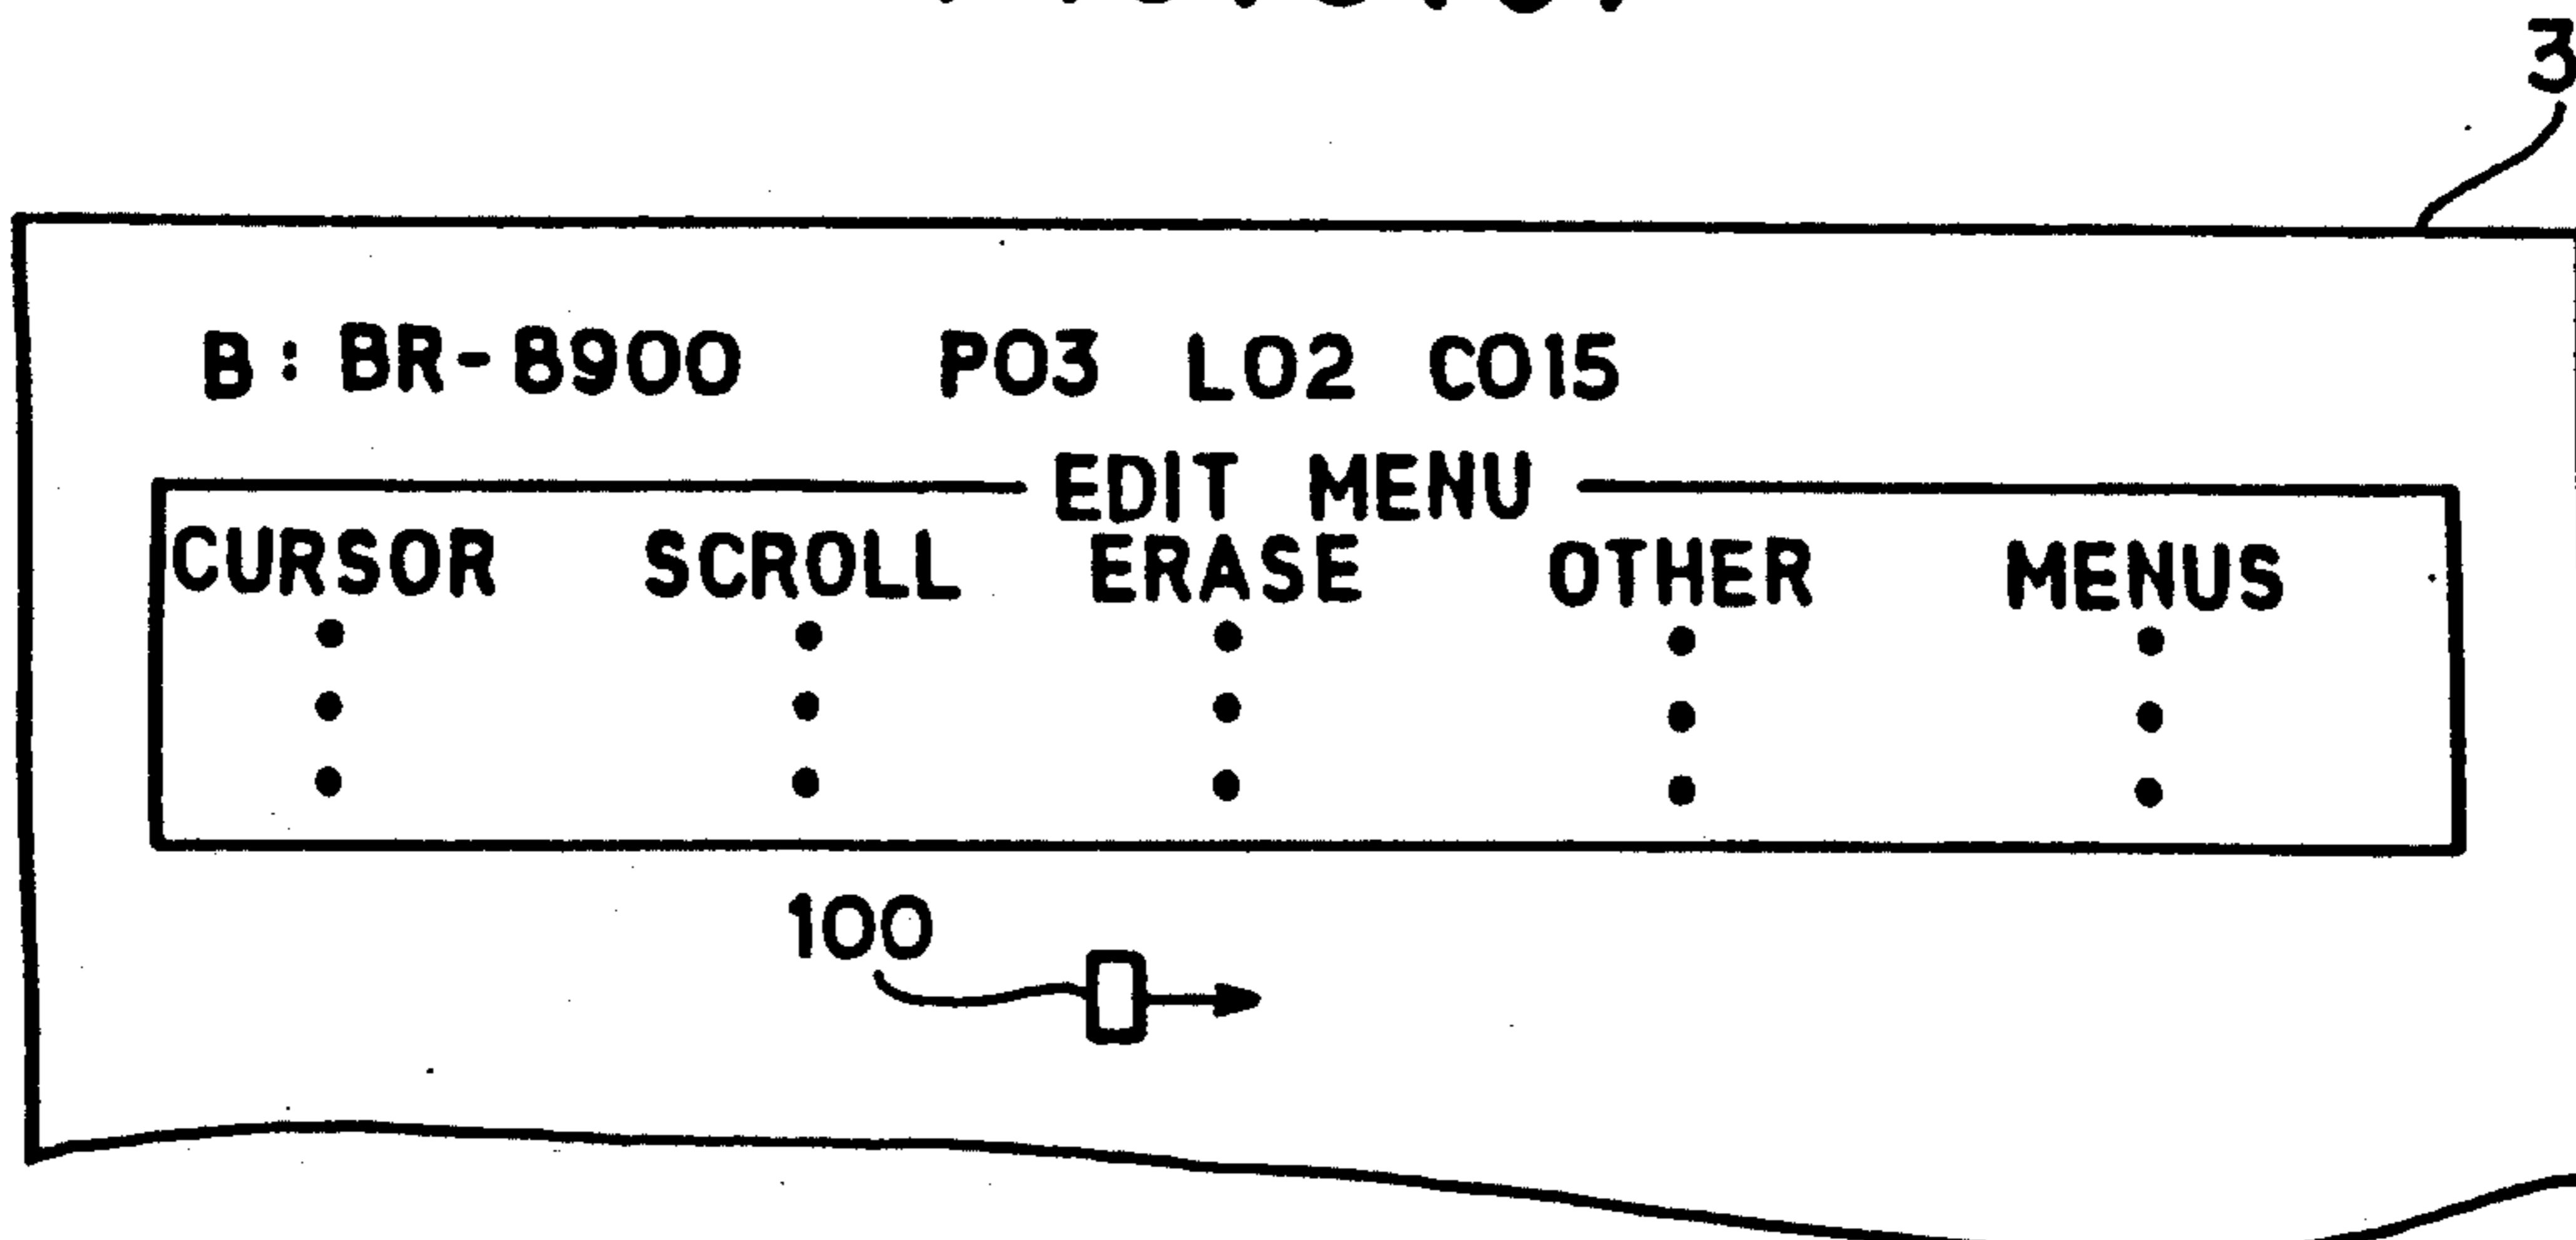 3
B: BR-8900 P03 L02 C015
EDIT MENU
CURSOR SCROLL ERASE OTHER MENUS
100